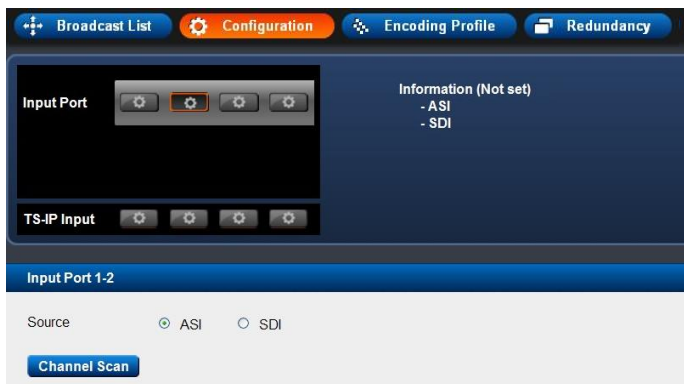 Broadcast List Configuration Encoding Profile Redundancy
Input Port
Information (Not set)
- ASI
- SDI
TS-IP Input
Input Port 1-2
Source ASI SDI
Channel Scan